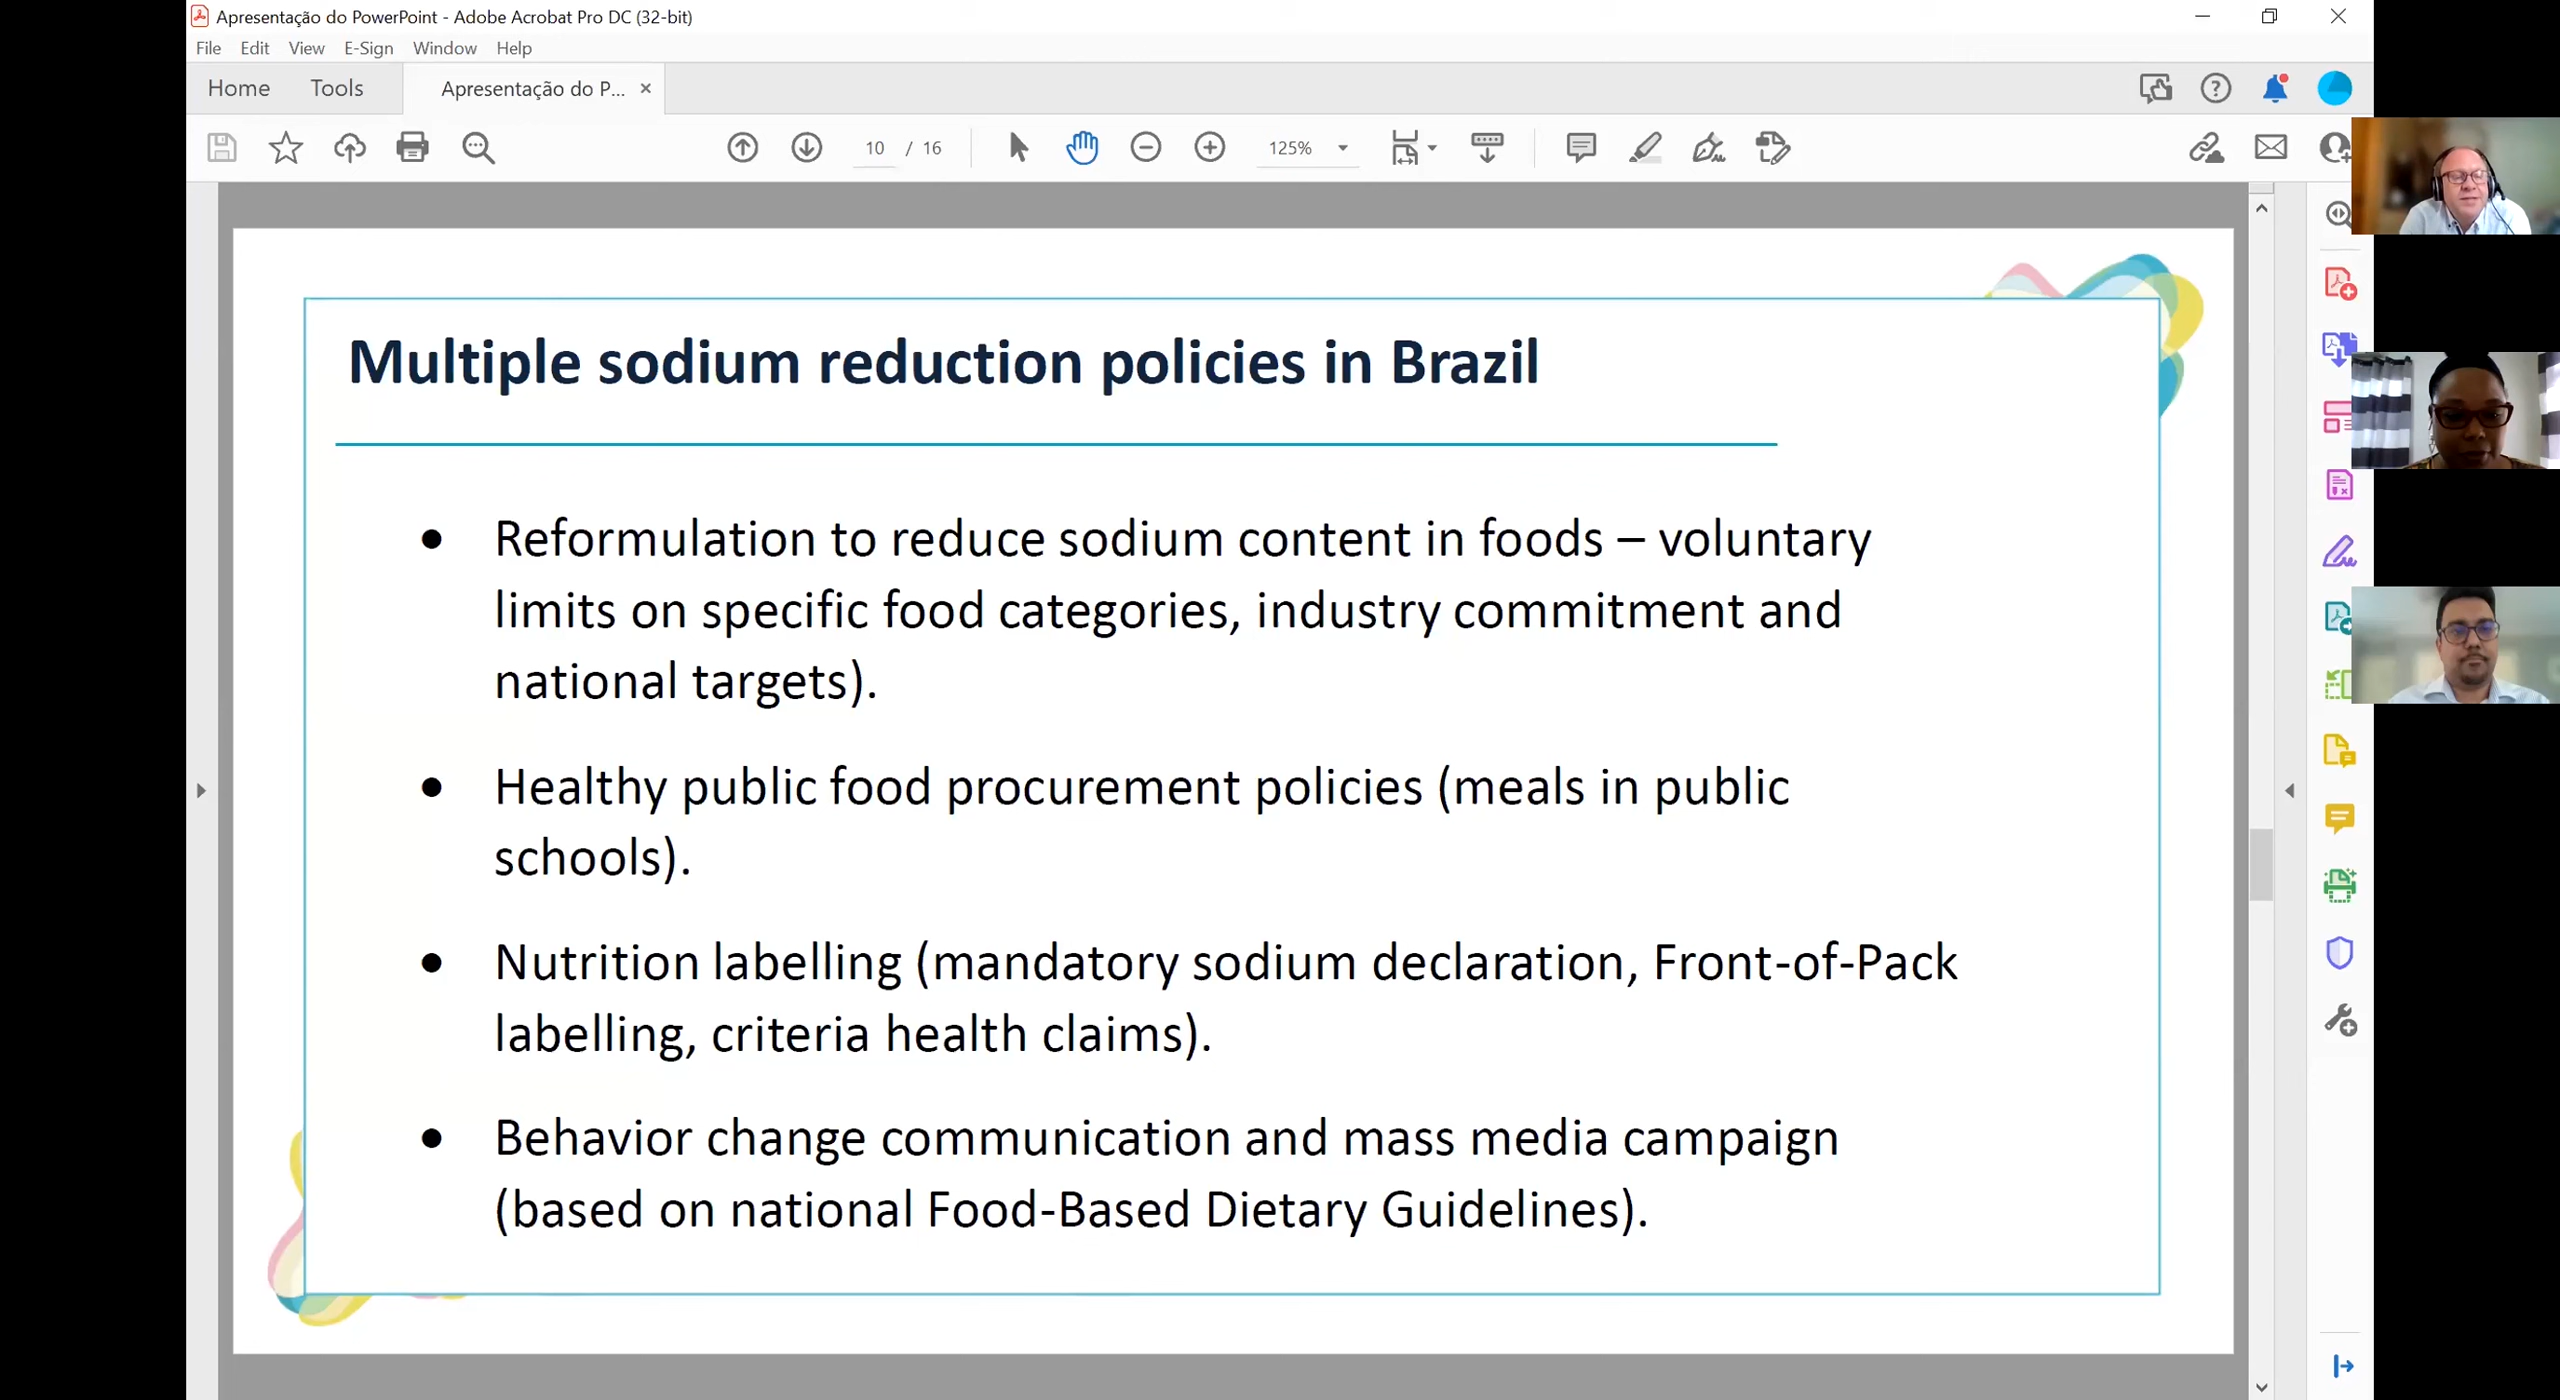 Apresentação do PowerPoint - Adobe Acrobat Pro DC (32-bit)
File Edit View E-Sign Window Help
Home Tools Apresentação do P...
10 / 16 125%
Multiple sodium reduction policies in Brazil
• Reformulation to reduce sodium content in foods – voluntary
limits on specific food categories, industry commitment and
national targets).
• Healthy public food procurement policies (meals in public
schools).
• Nutrition labelling (mandatory sodium declaration, Front-of-Pack
labelling, criteria health claims).
• Behavior change communication and mass media campaign
(based on national Food-Based Dietary Guidelines).